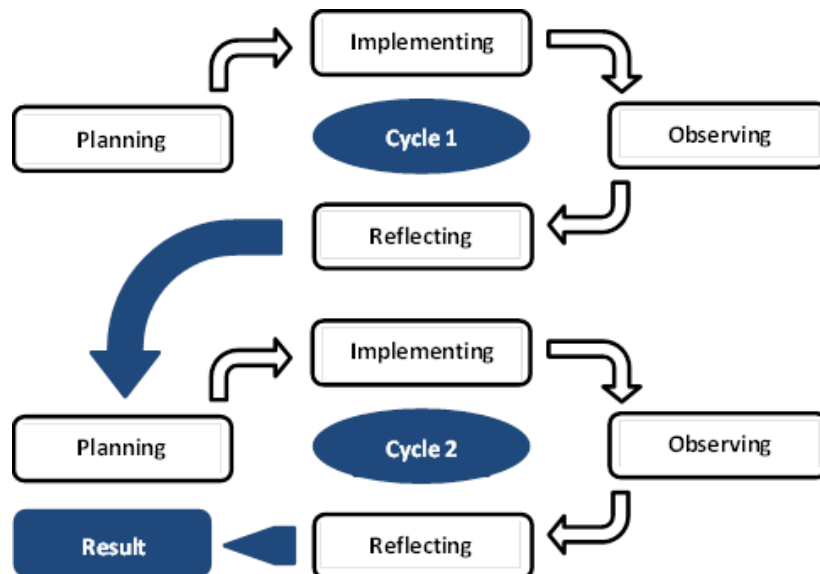 Implementing
Planning
Cycle 1
Observing
Reflecting
Implementing
Planning
Cycle 2
Observing
Result
Reflecting